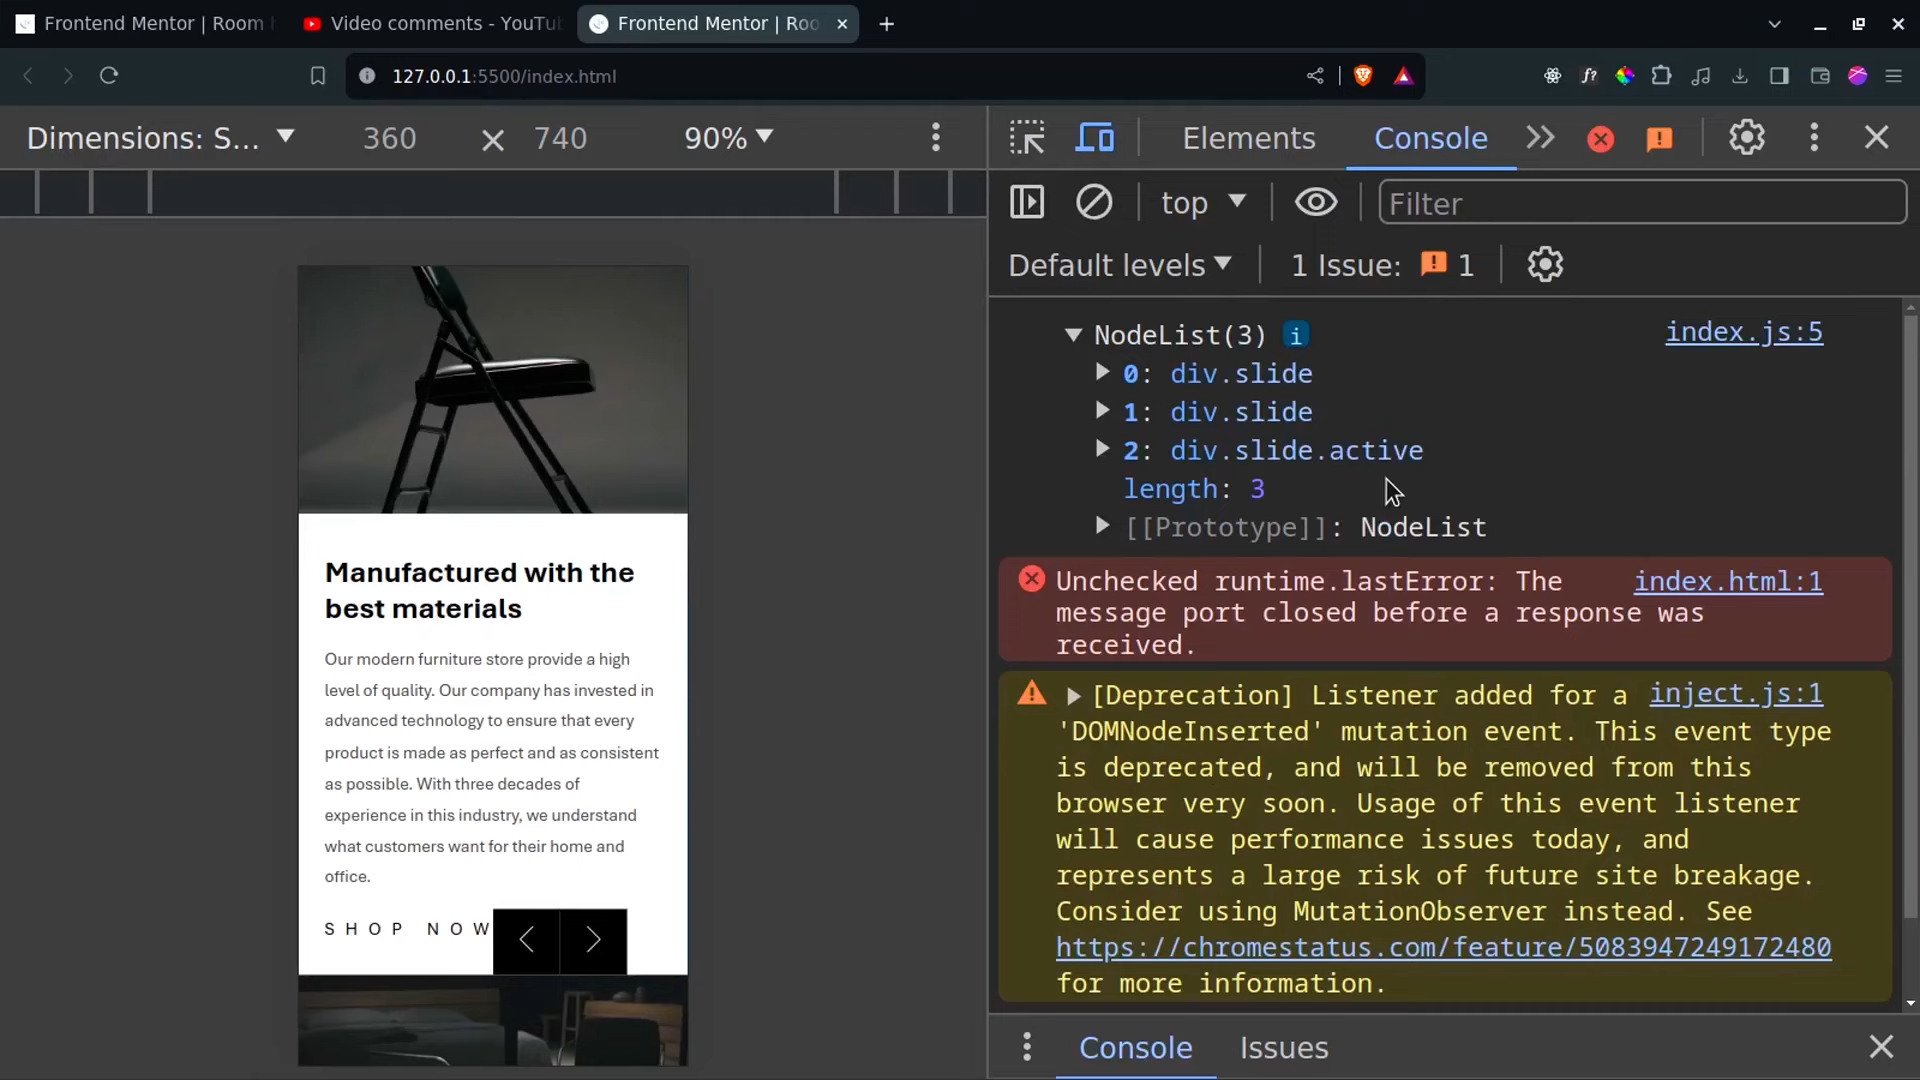 Frontend Mentor | Room
Video comments - YouTu
Frontend Mentor | Roo
127.0.0.1:5500/index.html
Dimensions: S...
360
740
90%
Elements
Console
top
Filter
Default levels
1 Issue:
1
NodeList(3)
i
index.js:5
0: div.slide
1: div.slide
2: div.slide.active
length: 3
[[Prototype]]: NodeList
Unchecked runtime.lastError: The
index.html:1
message port closed before a response was
received.
[Deprecation] Listener added for a
inject.js:1
'DOMNodeInserted' mutation event. This event type
is deprecated, and will be removed from this
browser very soon. Usage of this event listener
will cause performance issues today, and
represents a large risk of future site breakage.
Consider using MutationObserver instead. See
https://chromestatus.com/feature/5083947249172480
for more information.
Console
Issues
Manufactured with the
best materials
Our modern furniture store provide a high
level of quality. Our company has invested in
advanced technology to ensure that every
product is made as perfect and as consistent
as possible. With three decades of
experience in this industry, we understand
what customers want for their home and
office.
SHOP NOW